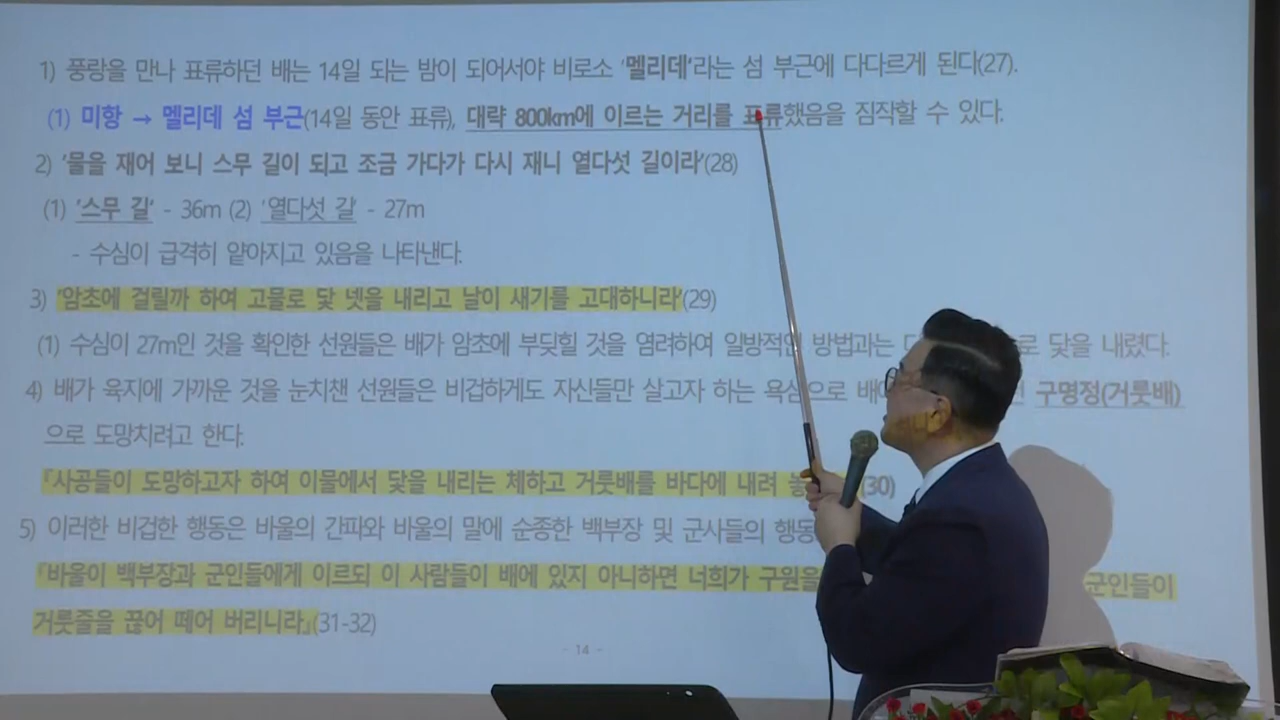 1) 풍랑을 만나 표류하던 배는 14일 되는 밤이 되어서야 비로소 '멜리데'라는 섬 부근에 다다르게 된다(27).
(1) 미항 → 멜리데 섬 부근(14일 동안 표류), 대략 800km에 이르는 거리를 표류했음을 짐작할 수 있다.
2) '물을 재어 보니 스무 길이 되고 조금 가다가 다시 재니 열다섯 길이라'(28)
(1) '스무 길' - 36m (2) '열다섯 길' - 27m
- 수심이 급격히 얕아지고 있음을 나타낸다.
3) '암초에 걸릴까 하여 고물로 닻 넷을 내리고 날이 새기를 고대하니라'(29)
(1) 수심이 27m인 것을 확인한 선원들은 배가 암초에 부딪힐 것을 염려하여 일방적인 방법과는 로 닻을 내렸다.
4) 배가 육지에 가까운 것을 눈치챈 선원들은 비겁하게도 자신들만 살고자 하는 욕심으로 구명정(거룻배)
으로 도망치려고 한다.
『사공들이 도망하고자 하여 이물에서 닻을 내리는 체하고 거룻배를 바다에 내려 (30)
5) 이러한 비겁한 행동은 바울의 간파와 바울의 말에 순종한 백부장 및 군사들의 행동
『바울이 백부장과 군인들에게 이르되 이 사람들이 배에 있지 아니하면 너희가 구원을 군인들이
거룻줄을 끊어 떼어 버리니라』(31-32)
- 14 -